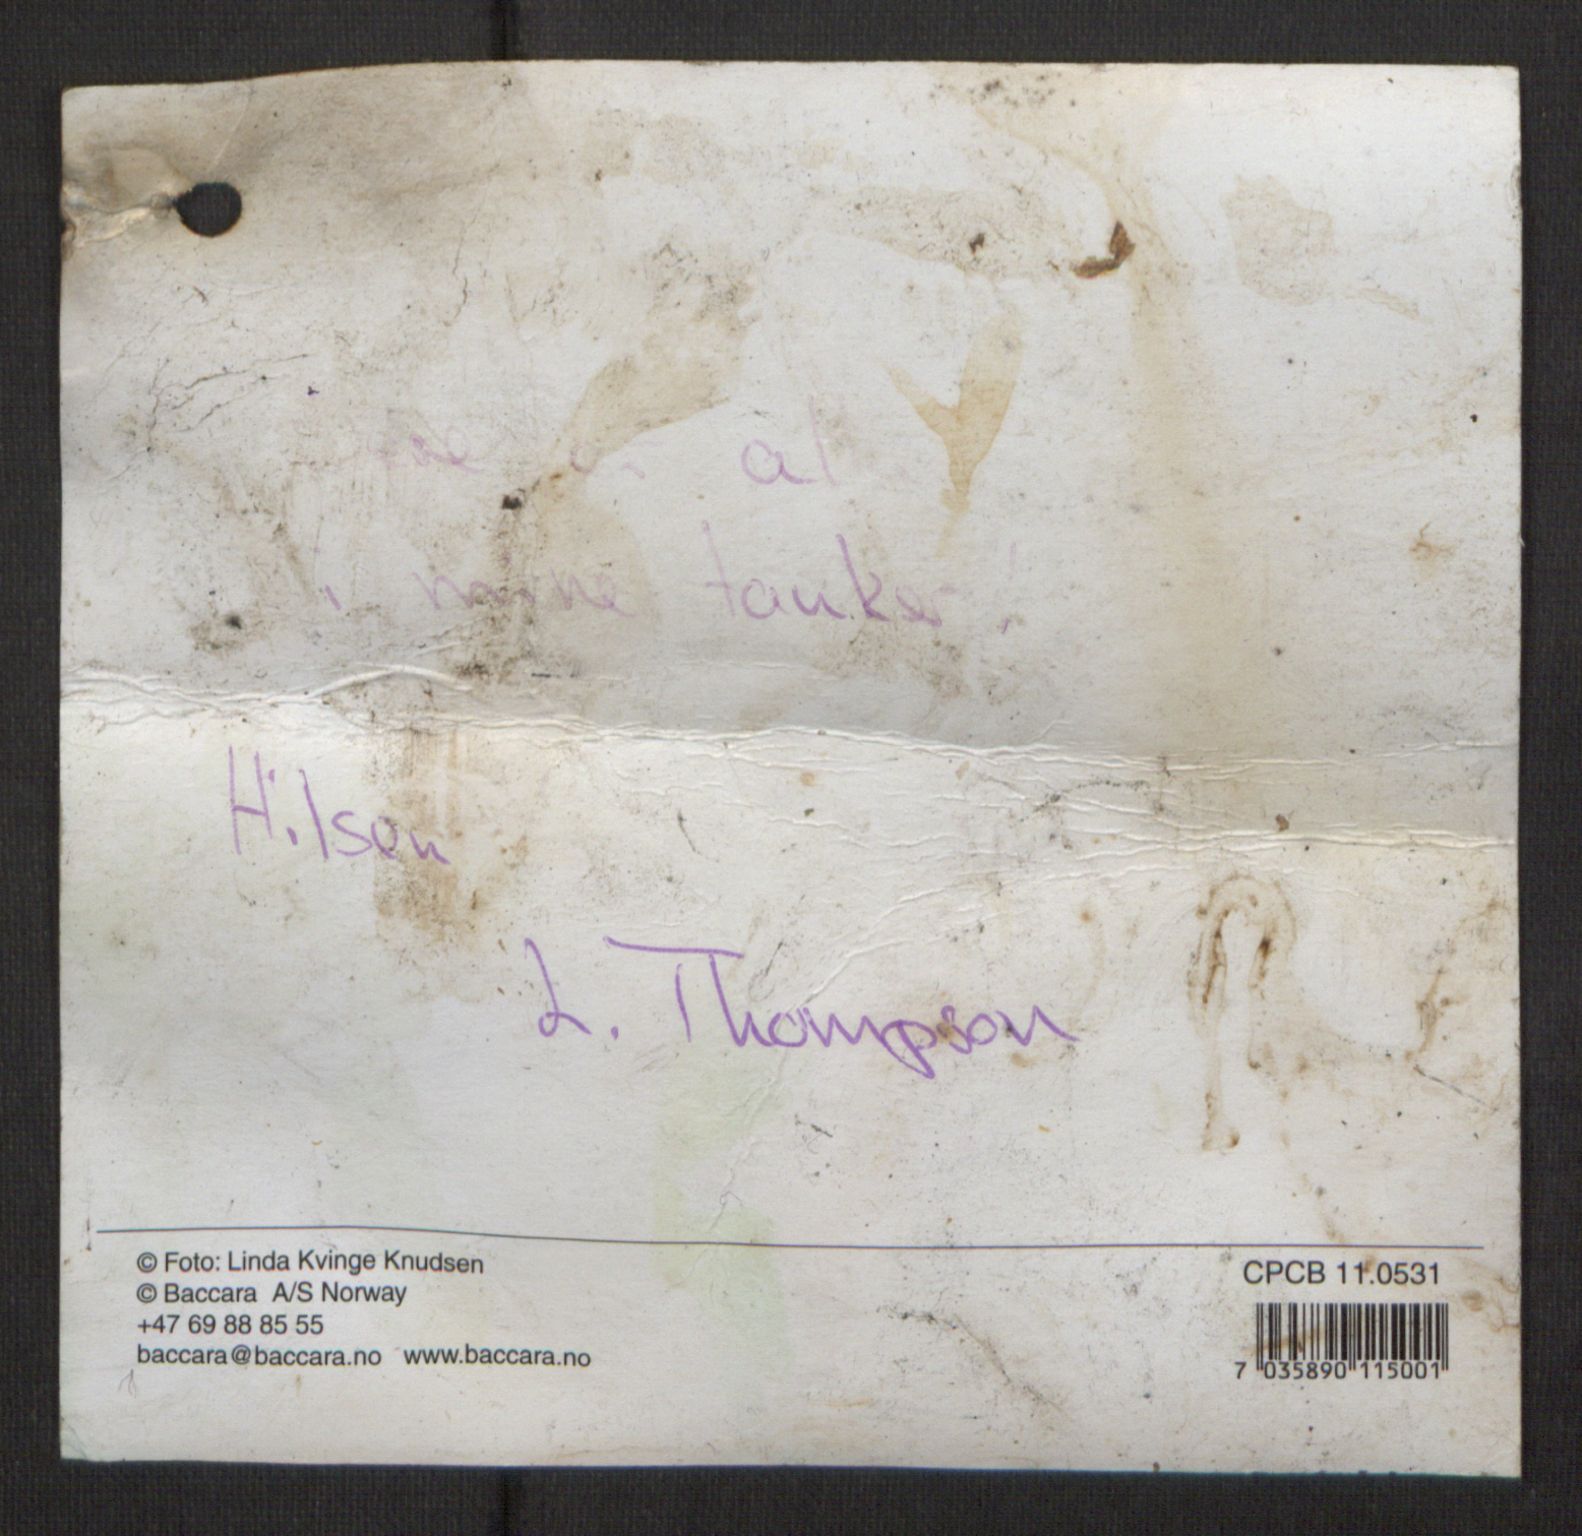 al
i mine tanker!
Hilsen
L. Thompson
© Foto: Linda Kvinge Knudsen
© Baccara A/S Norway
+47 69 88 85 55
baccara@baccara.no www.baccara.no
CPCB 11.0531
7 035890 115001